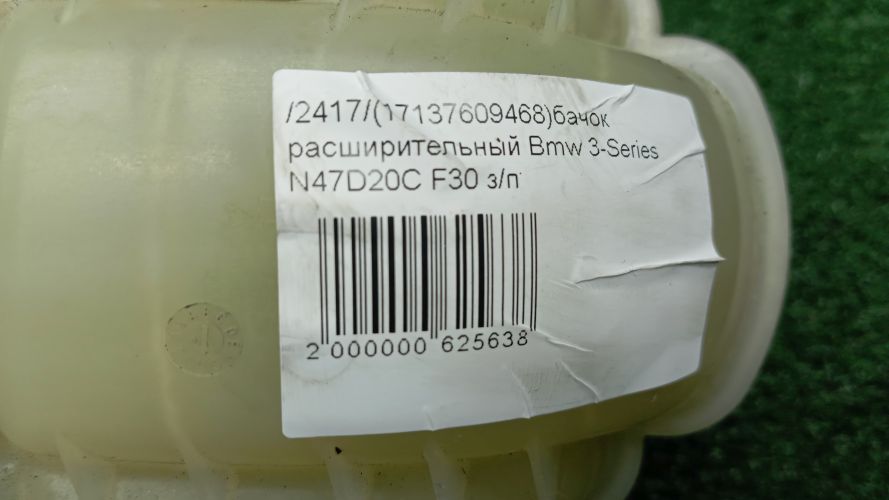 /2417/(17137609468)бачок
расширительный Bmw 3-Series
N47D20C F30 з/п
2 000000 625638